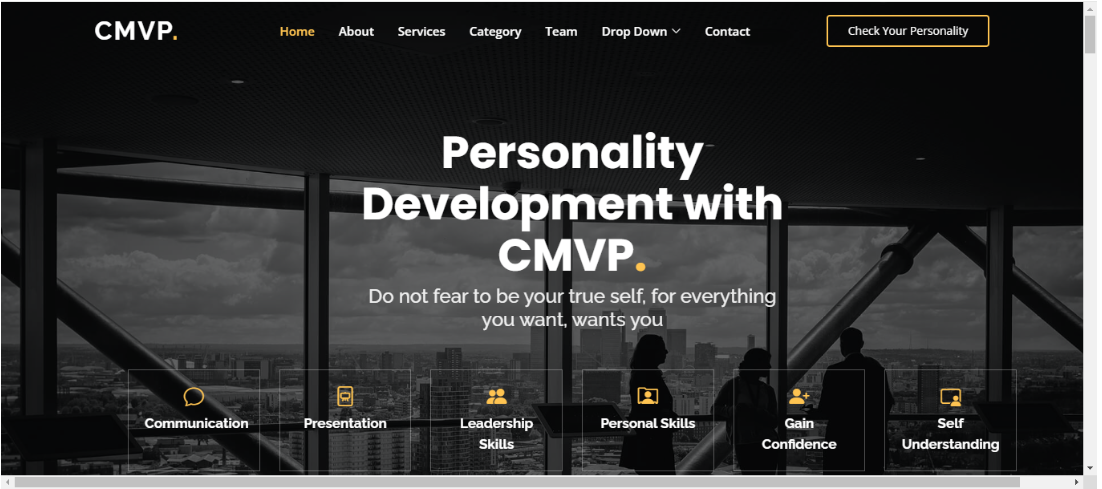 CMVP.
Home About Services Category Team Drop Down Contact
Check Your Personality
Personality
Development with
CMVP.
Do not fear to be your true self, for everything
you want, wants you
Communication
Presentation
Leadership
Skills
Personal Skills
Gain
Confidence
Self
Understanding